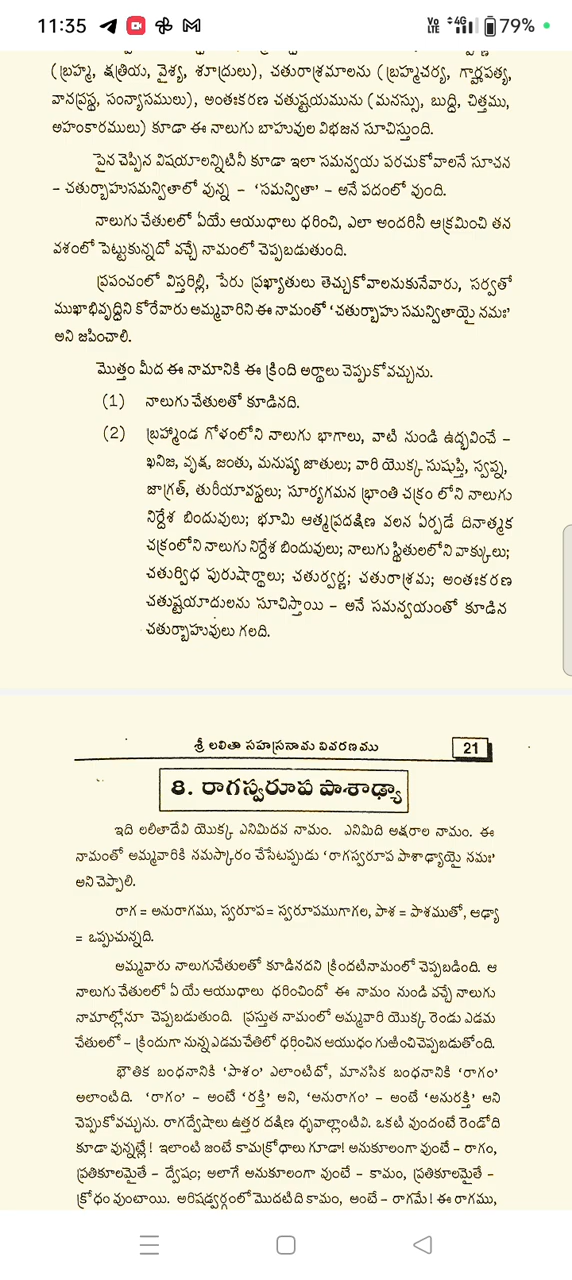 11:35
Vo LTE 4G 79%
(బ్రహ్మ, క్షత్రియ, వైశ్య, శూద్రులు), చతురాశ్రమాలను (బ్రహ్మచర్య, గార్హపత్య,
వానప్రస్థ, సంన్యాసములు), అంతఃకరణ చతుష్టయమును (మనస్సు, బుద్ధి, చిత్తము,
అహంకారములు) కూడా ఈ నాలుగు బాహువుల విభజన సూచిస్తుంది.
పైన చెప్పిన విషయాలన్నిటినీ కూడా ఇలా సమన్వయ పరచుకోవాలనే సూచన
– చతుర్బాహుసమన్వితాలో వున్న – 'సమన్వితా' – అనే పదంలో వుంది.
నాలుగు చేతులలో ఏయే ఆయుధాలు ధరించి, ఎలా అందరినీ ఆక్రమించి తన
వశంలో పెట్టుకున్నదో వచ్చే నామంలో చెప్పబడుతుంది.
ప్రపంచంలో విస్తరిల్లి, పేరు ప్రఖ్యాతులు తెచ్చుకోవాలనుకునేవారు, సర్వతో
ముఖాభివృద్ధిని కోరేవారు అమ్మవారిని ఈ నామంతో 'చతుర్బాహు సమన్వితాయై నమః'
అని జపించాలి.
మొత్తం మీద ఈ నామానికి ఈ క్రింది అర్థాలు చెప్పుకోవచ్చును.
(1) నాలుగు చేతులతో కూడినది.
(2) బ్రహ్మాండ గోళంలోని నాలుగు భాగాలు, వాటి నుండి ఉద్భవించే –
ఖనిజ, వృక్ష, జంతు, మనుష్య జాతులు; వారి యొక్క సుషుప్తి, స్వప్న,
జాగ్రత్, తురీయావస్థలు; సూర్యగమన భ్రాంతి చక్రం లోని నాలుగు
నిర్దేశ బిందువులు; భూమి ఆత్మప్రదక్షిణ వలన ఏర్పడే దినాత్మక
చక్రంలోని నాలుగు నిర్దేశ బిందువులు; నాలుగు స్థితులలోని వాక్కులు;
చతుర్విధ పురుషార్థాలు; చతుర్వర్ణ; చతురాశ్రమ; అంతఃకరణ
చతుష్టయాదులను సూచిస్తాయి – అనే సమన్వయంతో కూడిన
చతుర్బాహువులు గలది.
శ్రీ లలితా సహస్రనామ వివరణము 21
8. రాగస్వరూప పాశాఢ్యా
ఇది లలితాదేవి యొక్క ఎనిమిదవ నామం. ఎనిమిది అక్షరాల నామం. ఈ
నామంతో అమ్మవారికి నమస్కారం చేసేటప్పుడు 'రాగస్వరూప పాశాఢ్యాయై నమః'
అని చెప్పాలి.
రాగ = అనురాగము, స్వరూప = స్వరూపముగాగల, పాశ = పాశముతో, ఆఢ్యా
= ఒప్పుచున్నది.
అమ్మవారు నాలుగుచేతులతో కూడినదని క్రిందటినామంలో చెప్పబడింది. ఆ
నాలుగు చేతులలో ఏ యే ఆయుధాలు ధరించిందో ఈ నామం నుండి వచ్చే నాలుగు
నామాల్లోనూ చెప్పబడుతుంది. ప్రస్తుత నామంలో అమ్మవారి యొక్క రెండు ఎడమ
చేతులలో – క్రిందుగా నున్న ఎడమచేతిలో ధరించిన ఆయుధం గుఱించి చెప్పబడుతోంది.
భౌతిక బంధనానికి 'పాశం' ఎలాంటిదో, మానసిక బంధనానికి 'రాగం'
అలాంటిది. 'రాగం' – అంటే 'రక్తి' అని, 'అనురాగం' – అంటే 'అనురక్తి' అని
చెప్పుకోవచ్చును. రాగద్వేషాలు ఉత్తర దక్షిణ ధృవాల్లాంటివి. ఒకటి వుందంటే రెండోది
కూడా వున్నట్లే! ఇలాంటి జంటే కామక్రోధాలు గూడా! అనుకూలంగా వుంటే – రాగం,
ప్రతికూలమైతే – ద్వేషం; అలాగే అనుకూలంగా వుంటే – కామం, ప్రతికూలమైతే –
క్రోధం వుంటాయి. అరిషడ్వర్గంలో మొదటిది కామం, అంటే – రాగమే! ఈ రాగము,